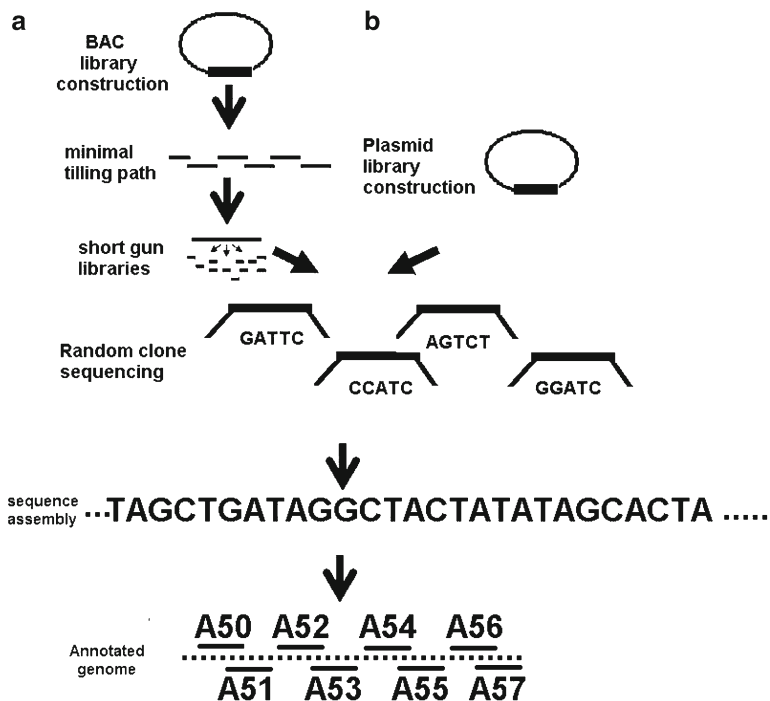 a
b
BAC
library
construction
minimal
tilling path
Plasmid
library
construction
short gun
libraries
Random clone
sequencing
GATTC
AGTCT
CCATC
GGATC
sequence
assembly
...TAGCTGATAGGCTACTATATAGCACTA.....
A50 A52 A54 A56
Annotated
genome
A51 A53 A55 A57